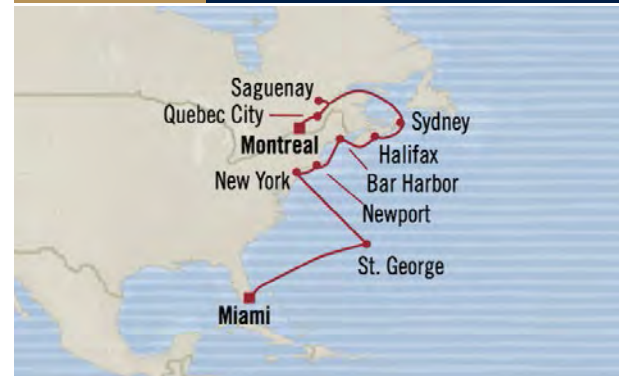 Saguenay
Quebec City
Sydney
Montreal
Halifax
New York
Bar Harbor
Newport
St. George
Miami